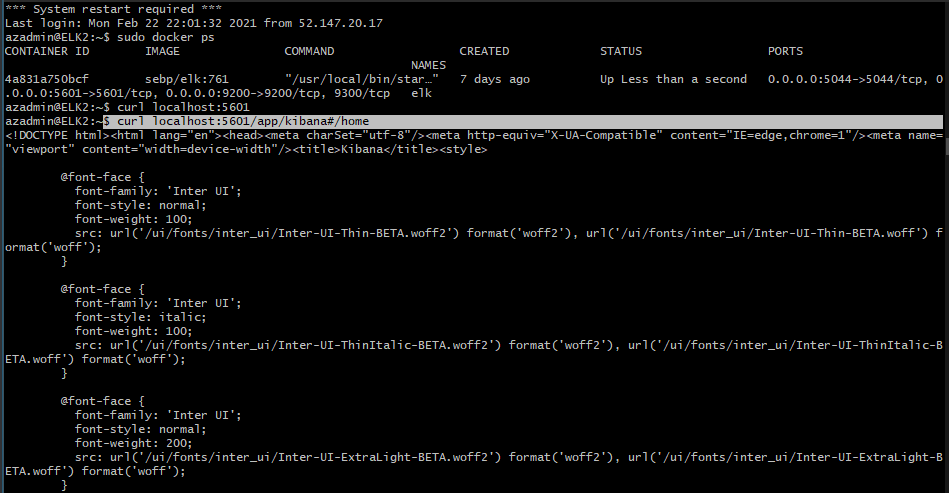 *** System restart required ***
Last login: Mon Feb 22 22:01:32 2021 from 52.147.20.17
azadmin@ELK2:~$ sudo docker ps
CONTAINER ID        IMAGE               COMMAND                  CREATED             STATUS                  PORTS
                                                          NAMES
4a831a750bcf        sebp/elk:761        "/usr/local/bin/star…"   7 days ago          Up Less than a second   0.0.0.0:5044->5044/tcp, 0
.0.0.0:5601->5601/tcp, 0.0.0.0:9200->9200/tcp, 9300/tcp   elk
azadmin@ELK2:~$ curl localhost:5601
azadmin@ELK2:~$ curl localhost:5601/app/kibana#/home
<!DOCTYPE html><html lang="en"><head><meta charSet="utf-8"/><meta http-equiv="X-UA-Compatible" content="IE=edge,chrome=1"/><meta name=
"viewport" content="width=device-width"/><title>Kibana</title><style>

        @font-face {
          font-family: 'Inter UI';
          font-style: normal;
          font-weight: 100;
          src: url('/ui/fonts/inter_ui/Inter-UI-Thin-BETA.woff2') format('woff2'), url('/ui/fonts/inter_ui/Inter-UI-Thin-BETA.woff') f
ormat('woff');
        }

        @font-face {
          font-family: 'Inter UI';
          font-style: italic;
          font-weight: 100;
          src: url('/ui/fonts/inter_ui/Inter-UI-ThinItalic-BETA.woff2') format('woff2'), url('/ui/fonts/inter_ui/Inter-UI-ThinItalic-B
ETA.woff') format('woff');
        }

        @font-face {
          font-family: 'Inter UI';
          font-style: normal;
          font-weight: 200;
          src: url('/ui/fonts/inter_ui/Inter-UI-ExtraLight-BETA.woff2') format('woff2'), url('/ui/fonts/inter_ui/Inter-UI-ExtraLight-B
ETA.woff') format('woff');
        }